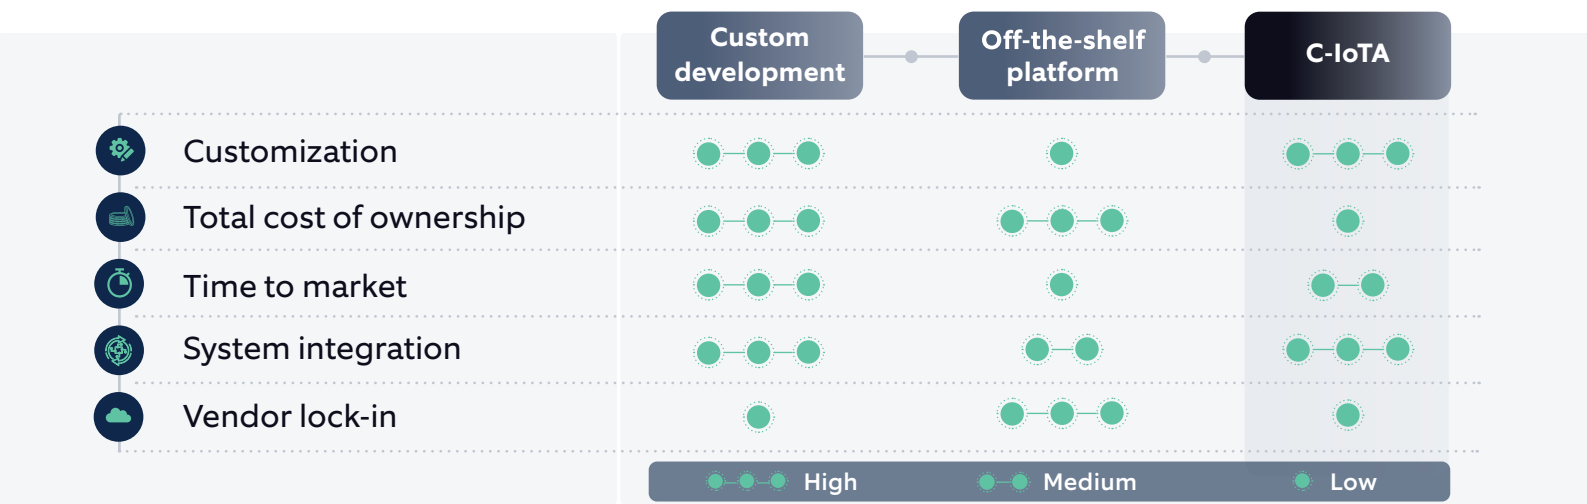 Custom
development
Off-the-shelf
platform
C-IoTA
Customization
Total cost of ownership
Time to market
System integration
Vendor lock-in
High
Medium
Low